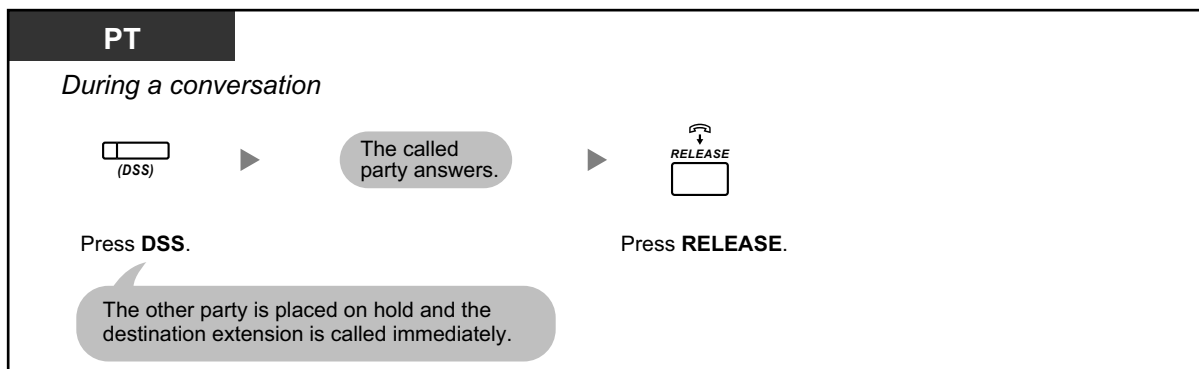 PT
During a conversation
(DSS)
The called
party answers.
RELEASE
Press DSS.
Press RELEASE.
The other party is placed on hold and the
destination extension is called immediately.